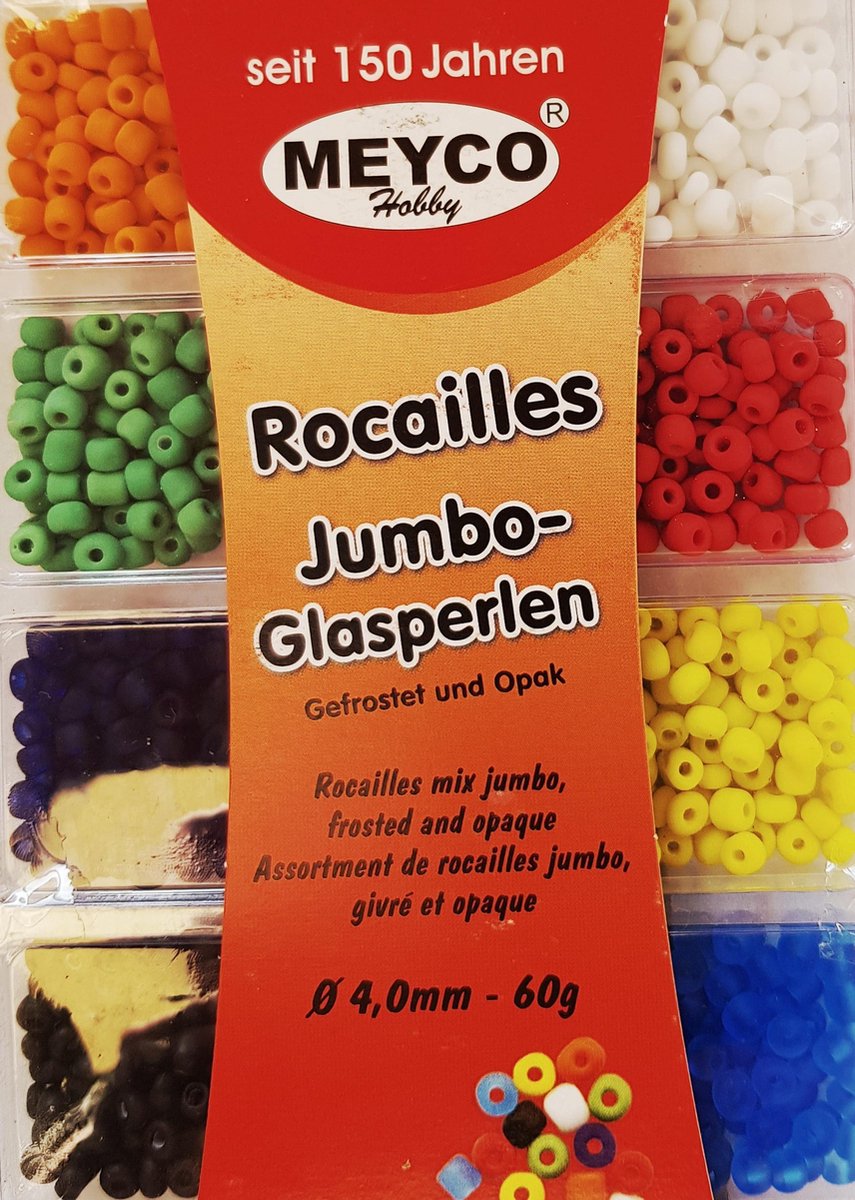 seit 150 Jahren
MEYCO ®
Hobby
Rocailles
Jumbo-
Glasperlen
Gefrostet und Opak
Rocailles mix jumbo,
frosted and opaque
Assortment de rocailles jumbo,
givré et opaque
Ø 4,0mm - 60g